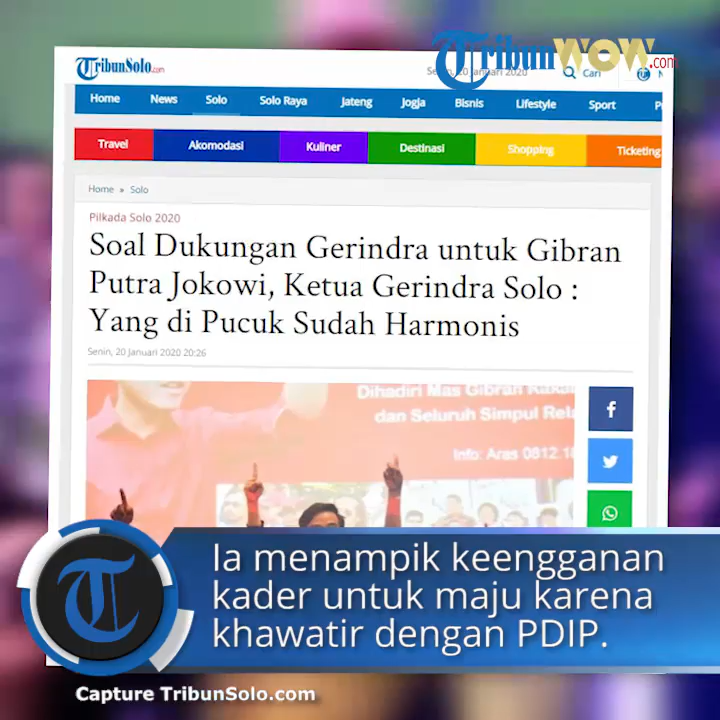 TribunWOW.com
TribunSolo.com
Senin, 20 Januari 2020
Cari
Home News Solo Solo Raya Jateng Jogja Bisnis Lifestyle Sport
Travel Akomodasi Kuliner Destinasi Shopping Ticketing
Home » Solo
Pilkada Solo 2020
Soal Dukungan Gerindra untuk Gibran
Putra Jokowi, Ketua Gerindra Solo :
Yang di Pucuk Sudah Harmonis
Senin, 20 Januari 2020 20:26
Dihadiri Mas Gibran
dan Seluruh Simpul
Info: Aras 0812.18
Ia menampik keengganan
kader untuk maju karena
khawatir dengan PDIP.
Capture TribunSolo.com